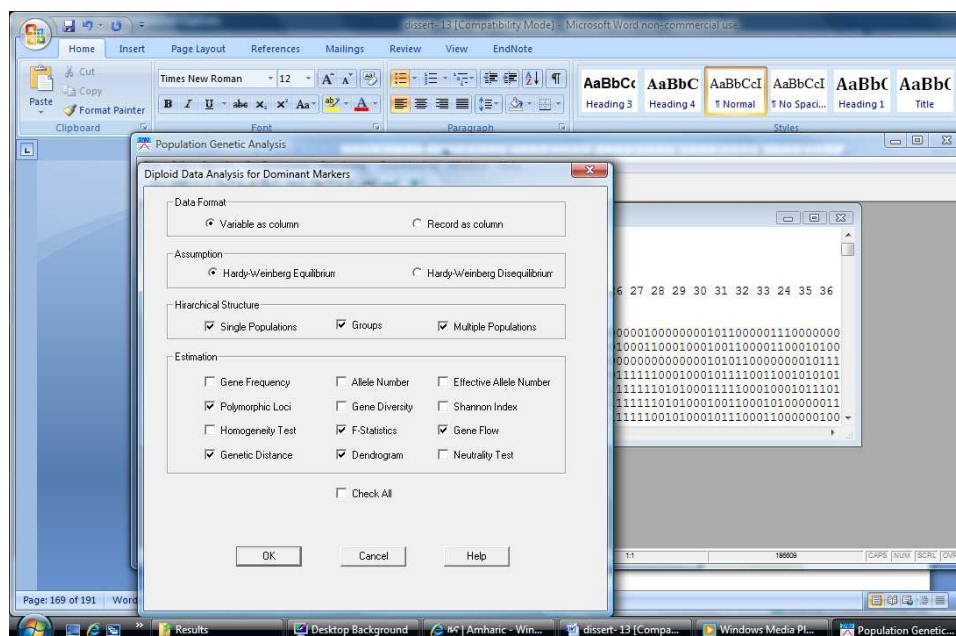 dissert- 13 [Compatibility Mode] - Microsoft Word non-commercial use
Home Insert Page Layout References Mailings Review View EndNote
Paste
Cut
Copy
Format Painter
Clipboard
Times New Roman 12
Font
Paragraph
AaBbCc AaBbC AaBbCcI AaBbCcI AaBbC AaBbC
Heading 3 Heading 4 ¶ Normal ¶ No Spaci... Heading 1 Title
Styles
Population Genetic Analysis
Diploid Data Analysis for Dominant Markers
Data Format
Variable as column Record as column
Assumption
Hardy-Weinberg Equilibriun Hardy-Weinberg Disequilibriun
Hirarchical Structure
Single Populations Groups Multiple Populations
Estimation
Gene Frequency Allele Number Effective Allele Number
Polymorphic Loci Gene Diversity Shannon Index
Homogeneity Test F-Statistics Gene Flow
Genetic Distance Dendrogram Neutrality Test
Check All
OK Cancel Help
6 27 28 29 30 31 32 33 24 35 36
1:1 186609 CAPS NUM SCRL OVR
Page: 169 of 191 Word
Results Desktop Background Amharic - Win... dissert- 13 [Compa... Windows Media Pl... Population Genetic...